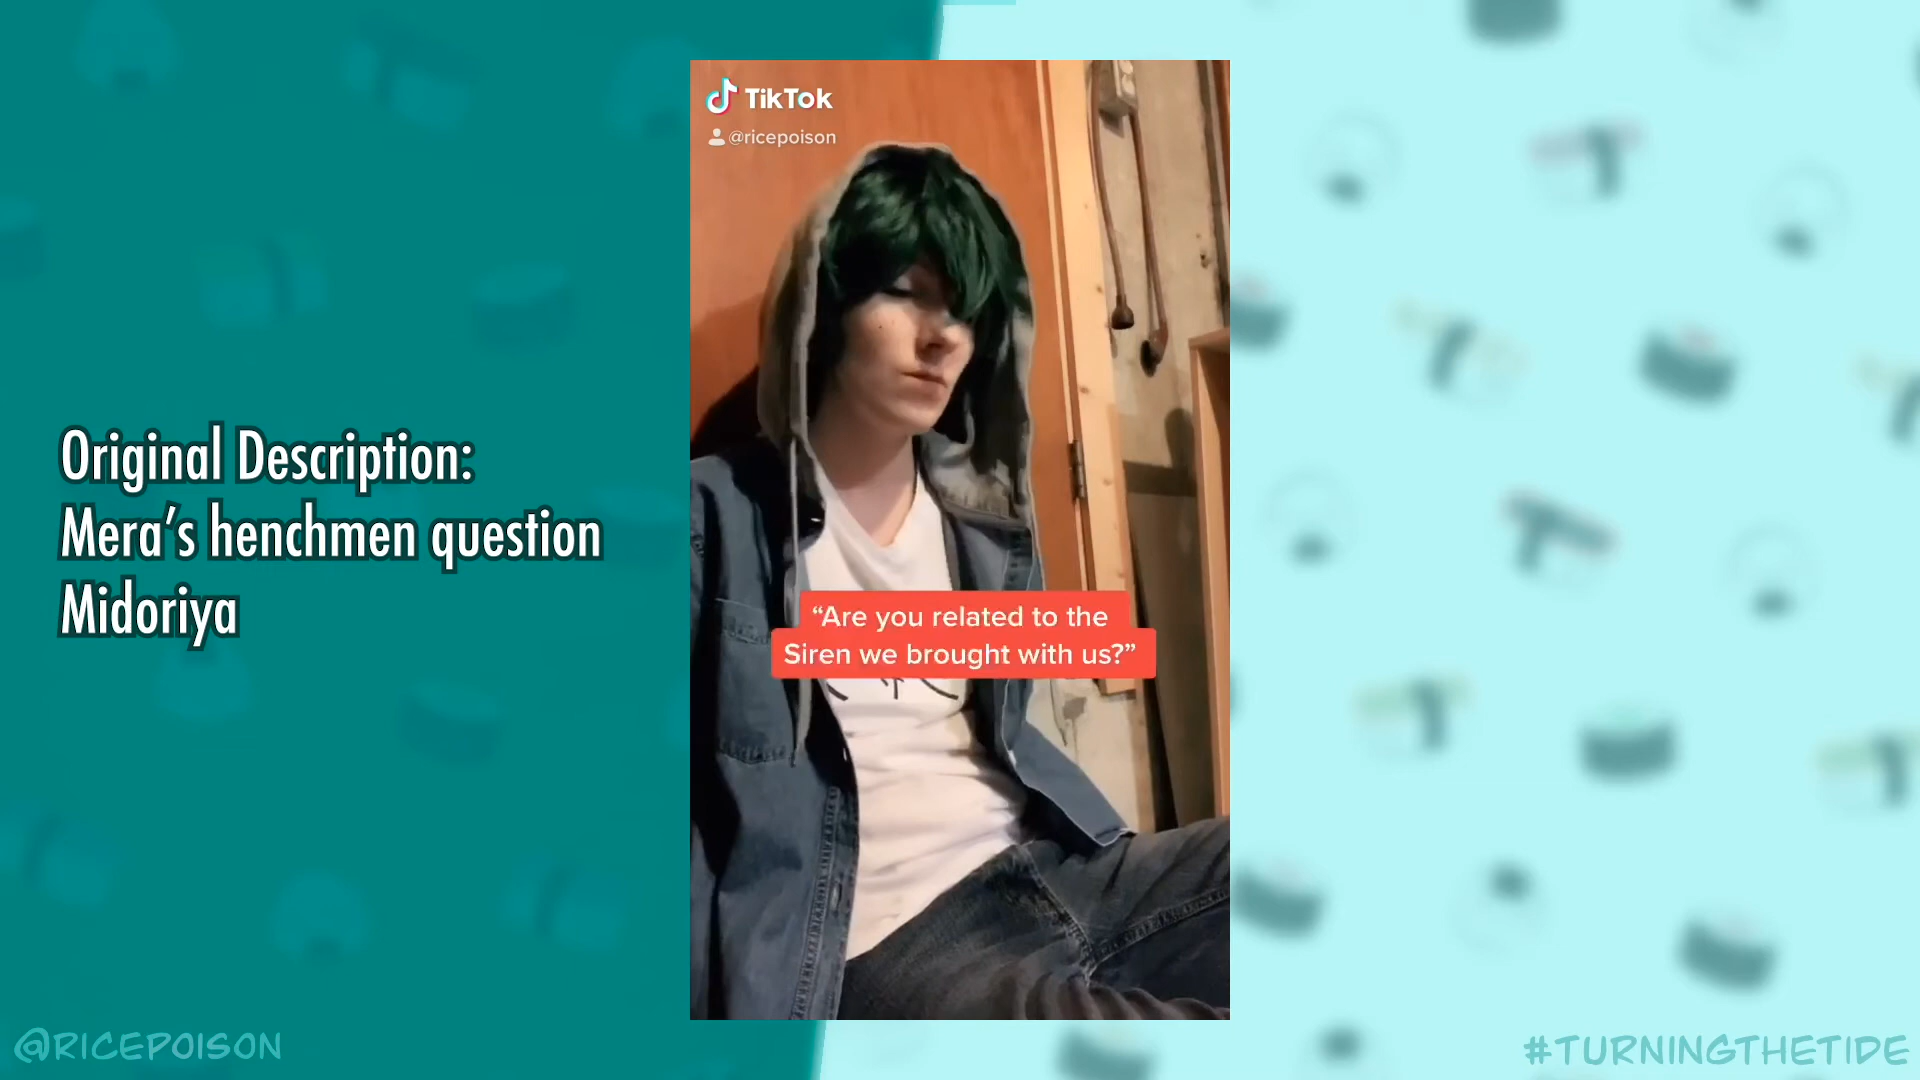 TikTok
@ricepoison
Original Description:
Mera’s henchmen question
Midoriya
“Are you related to the
Siren we brought with us?”
@RICEPOISON
#TURNINGTHETIDE